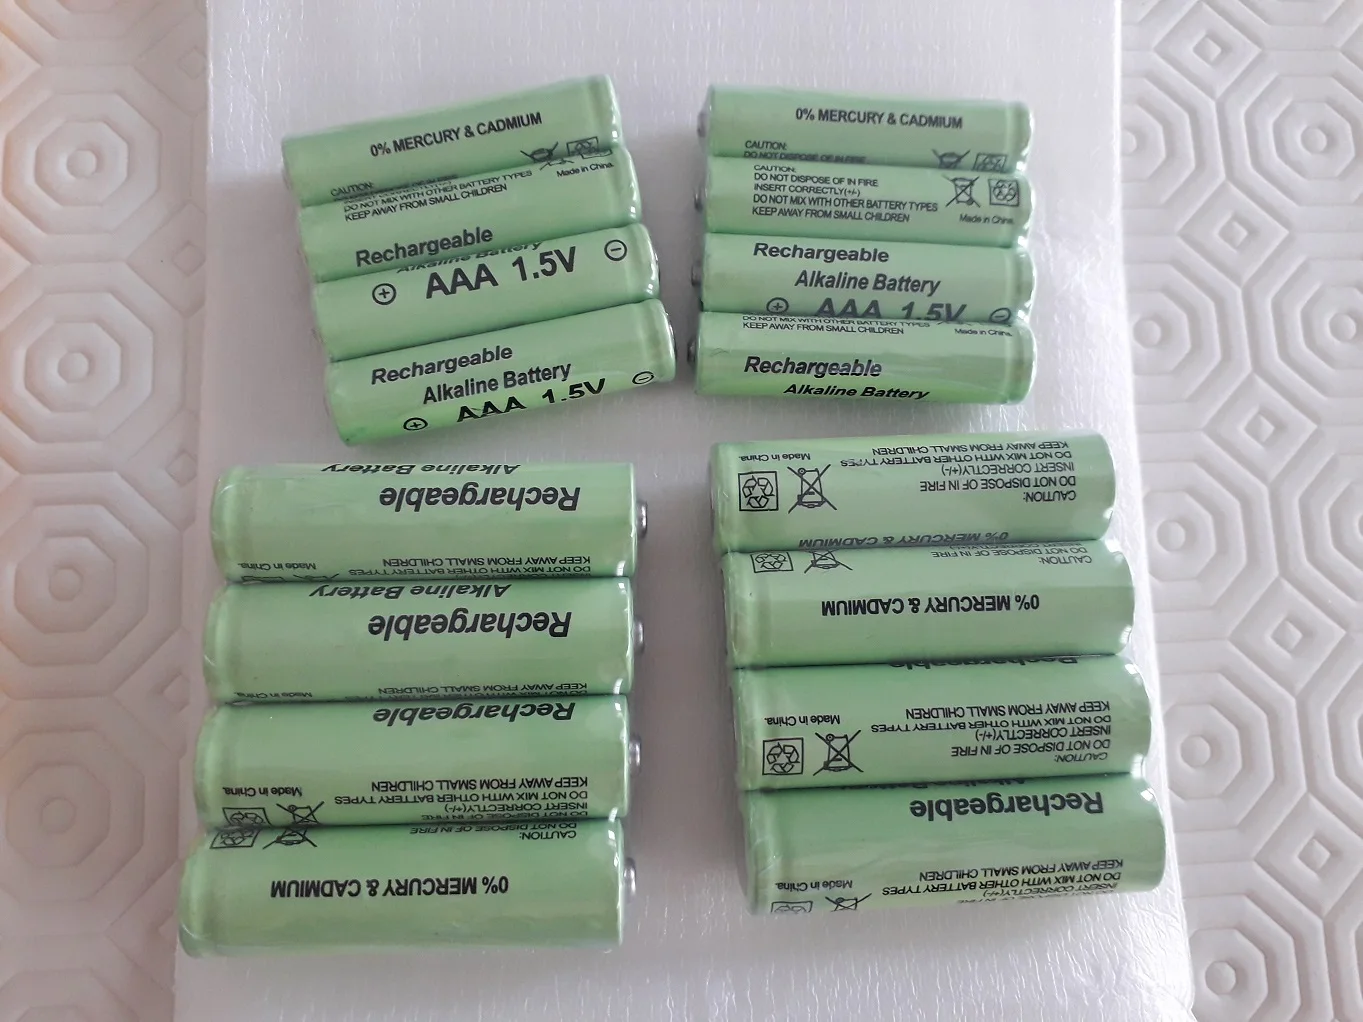 0% MERCURY & CADMIUM
CAUTION:
DO NOT MIX WITH OTHER BATTERY TYPES
KEEP AWAY FROM SMALL CHILDREN
Made in China.
Rechargeable
Alkaline Battery
AAA 1.5V
Rechargeable
Alkaline Battery
AAA 1.5V
0% MERCURY & CADMIUM
CAUTION:
DO NOT DISPOSE OF IN FIRE
CAUTION:
DO NOT DISPOSE OF IN FIRE
INSERT CORRECTLY(+/-)
DO NOT MIX WITH OTHER BATTERY TYPES
KEEP AWAY FROM SMALL CHILDREN
Made in China.
Rechargeable
Alkaline Battery
AAA 1.5V
DO NOT MIX WITH OTHER BATTERY TYPES
KEEP AWAY FROM SMALL CHILDREN
Made in China.
Rechargeable
Alkaline Battery
Alkaline Battery
Rechargeable
KEEP AWAY FROM SMALL CHILDREN
Made in China.
DO NOT MIX WITH OTHER BATTERY TYPES
Alkaline Battery
Rechargeable
KEEP AWAY FROM SMALL CHILDREN
Made in China.
Rechargeable
KEEP AWAY FROM SMALL CHILDREN
Made in China.
DO NOT MIX WITH OTHER BATTERY TYPES
INSERT CORRECTLY(+/-)
DO NOT DISPOSE OF IN FIRE
CAUTION:
DO NOT DISPOSE OF IN FIRE
0% MERCURY & CADMIUM
KEEP AWAY FROM SMALL CHILDREN
Made in China.
DO NOT MIX WITH OTHER BATTERY TYPES
INSERT CORRECTLY(+/-)
DO NOT DISPOSE OF IN FIRE
CAUTION:
0% MERCURY & CADMIUM
DO NOT DISPOSE OF IN FIRE
CAUTION:
0% MERCURY & CADMIUM
Rechargeable
KEEP AWAY FROM SMALL CHILDREN
Made in China.
DO NOT MIX WITH OTHER BATTERY TYPES
INSERT CORRECTLY(+/-)
DO NOT DISPOSE OF IN FIRE
CAUTION:
Rechargeable
KEEP AWAY FROM SMALL CHILDREN
Made in China.
DO NOT MIX WITH OTHER BATTERY TYPES
INSERT CORRECTLY(+/-)